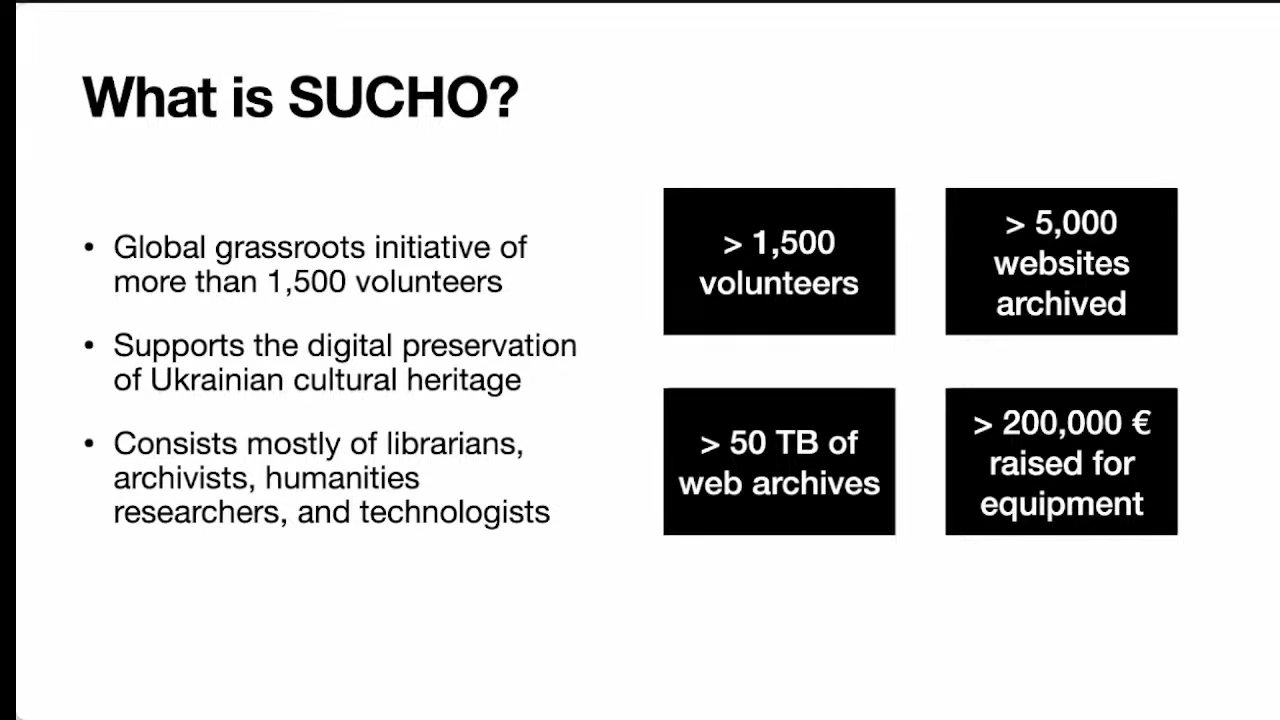 What is SUCHO?
• Global grassroots initiative of
more than 1,500 volunteers
• Supports the digital preservation
of Ukrainian cultural heritage
• Consists mostly of librarians,
archivists, humanities
researchers, and technologists
> 1,500
volunteers
> 5,000
websites
archived
> 50 TB of
web archives
> 200,000 €
raised for
equipment